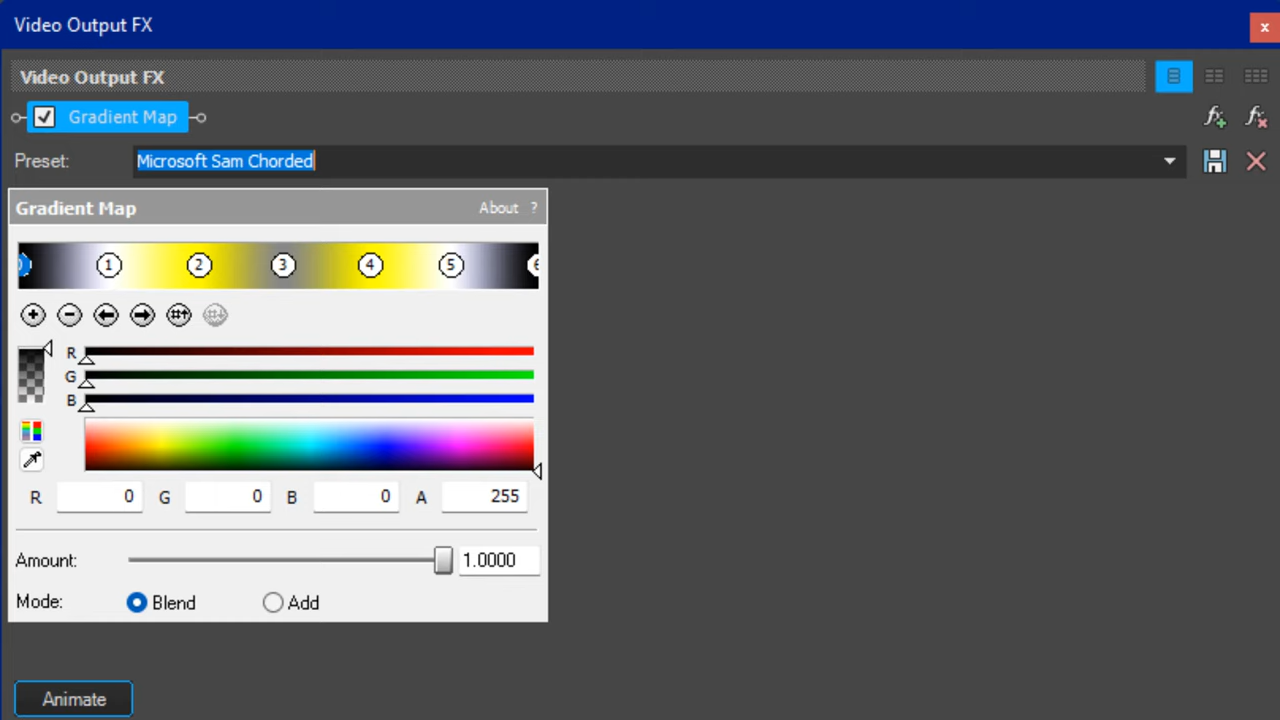 Video Output FX
Video Output FX
Gradient Map
Preset: Microsoft Sam Chorded
Gradient Map About ?
1 2 3 4 5
R
G
B
R 0 G 0 B 0 A 255
Amount: 1.0000
Mode: Blend Add
Animate